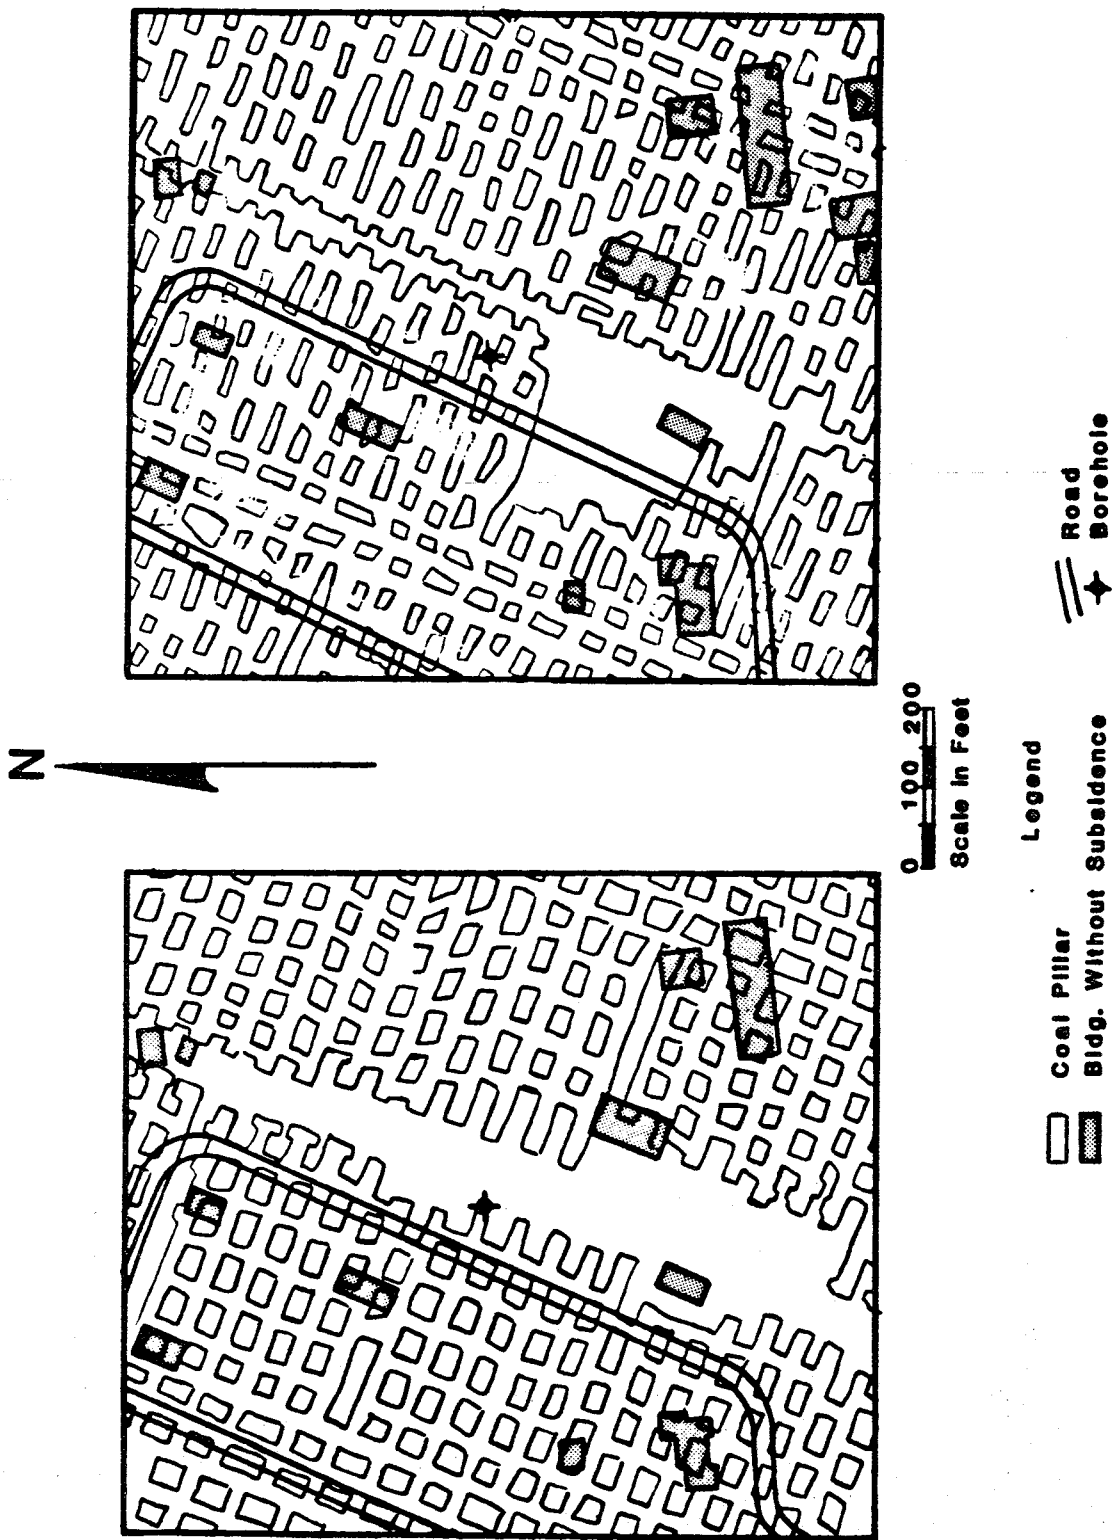 N
0 100 200
Scale in Feet
Legend
Coal Pillar
Bldg. Without Subsidence
Road
Borehole